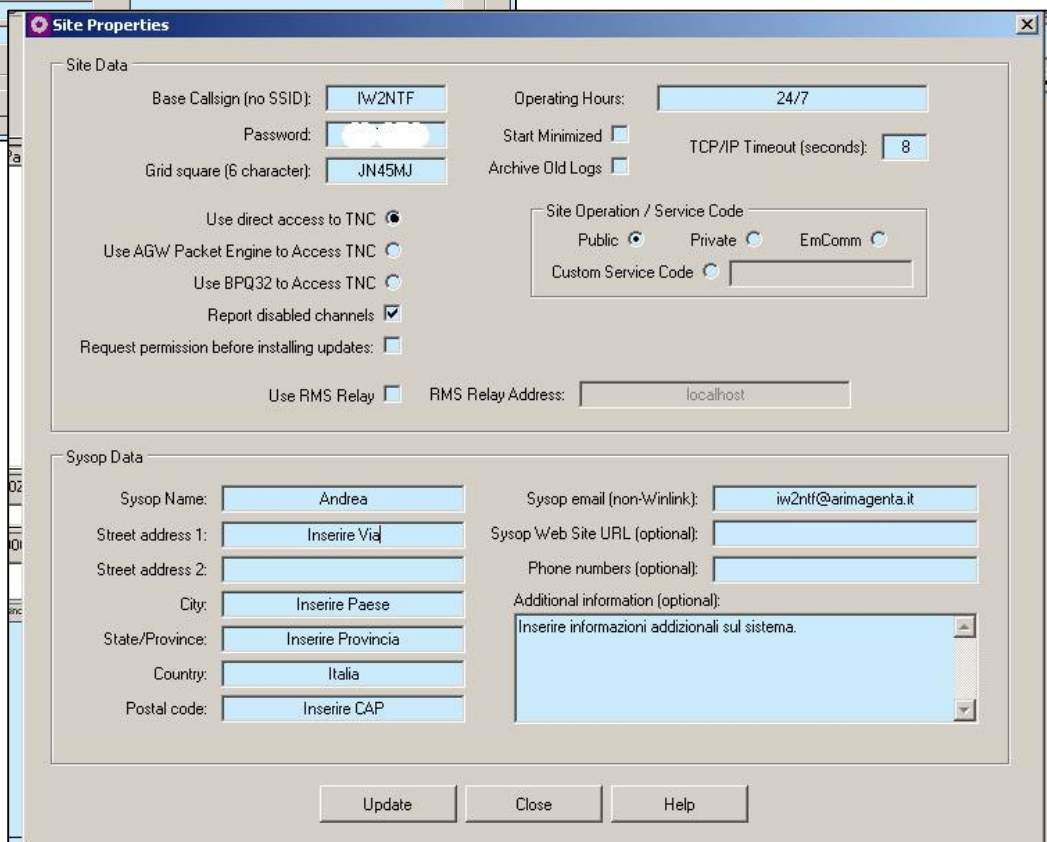 Site Properties
Site Data
Base Callsign (no SSID): IW2NTF
Operating Hours: 24/7
Password:
Start Minimized
TCP/IP Timeout (seconds): 8
Grid square (6 character): JN45MJ
Archive Old Logs
Use direct access to TNC
Site Operation / Service Code
Public Private EmComm
Use AGW Packet Engine to Access TNC
Custom Service Code
Use BPQ32 to Access TNC
Report disabled channels
Request permission before installing updates:
Use RMS Relay RMS Relay Address: localhost
Sysop Data
Sysop Name: Andrea
Sysop email (non-Winlink): iw2ntf@arimagenta.it
Street address 1: Inserire Via
Sysop Web Site URL (optional):
Street address 2:
Phone numbers (optional):
City: Inserire Paese
Additional information (optional):
Inserire informazioni addizionali sul sistema.
State/Province: Inserire Provincia
Country: Italia
Postal code: Inserire CAP
Update Close Help